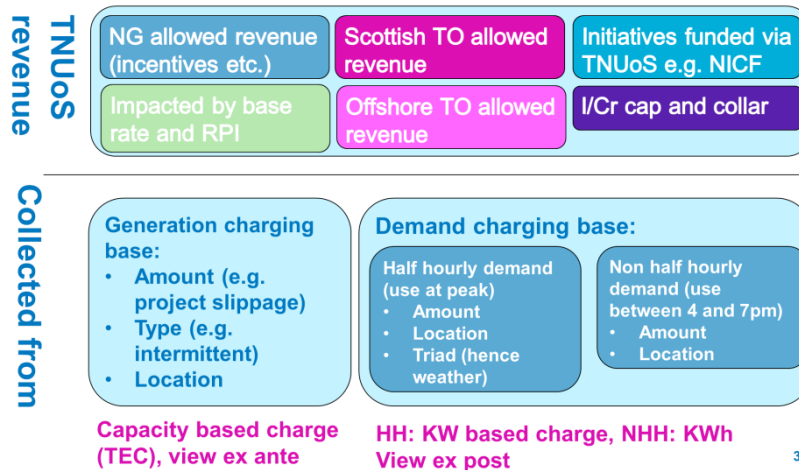 TNUoS
revenue
NG allowed revenue
(incentives etc.)
Scottish TO allowed
revenue
Initiatives funded via
TNUoS e.g. NICF
Impacted by base
rate and RPI
Offshore TO allowed
revenue
I/Cr cap and collar
Collected from
Generation charging
base:
• Amount (e.g.
project slippage)
• Type (e.g.
intermittent)
• Location
Demand charging base:
Half hourly demand
(use at peak)
• Amount
• Location
• Triad (hence
weather)
Non half hourly
demand (use
between 4 and 7pm)
• Amount
• Location
Capacity based charge
(TEC), view ex ante
HH: KW based charge, NHH: KWh
View ex post
3